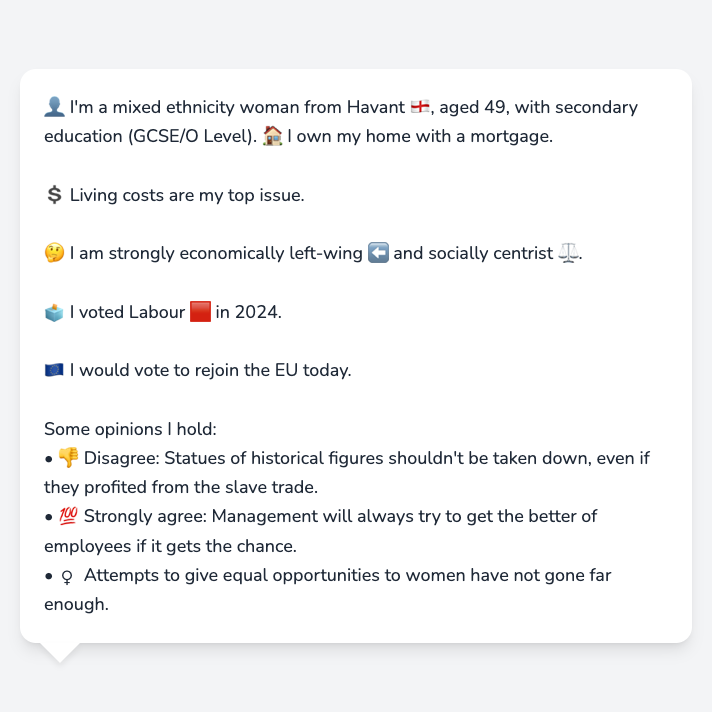 👤 I'm a mixed ethnicity woman from Havant 🏴󠁧󠁢󠁥󠁮󠁧󠁿, aged 49, with secondary
education (GCSE/O Level). 🏠 I own my home with a mortgage.
💲 Living costs are my top issue.
🤔 I am strongly economically left-wing ⬅️ and socially centrist ⚖️.
🗳️ I voted Labour 🟥 in 2024.
🇪🇺 I would vote to rejoin the EU today.
Some opinions I hold:
• 👎 Disagree: Statues of historical figures shouldn't be taken down, even if
they profited from the slave trade.
• 💯 Strongly agree: Management will always try to get the better of
employees if it gets the chance.
• ♀ Attempts to give equal opportunities to women have not gone far
enough.